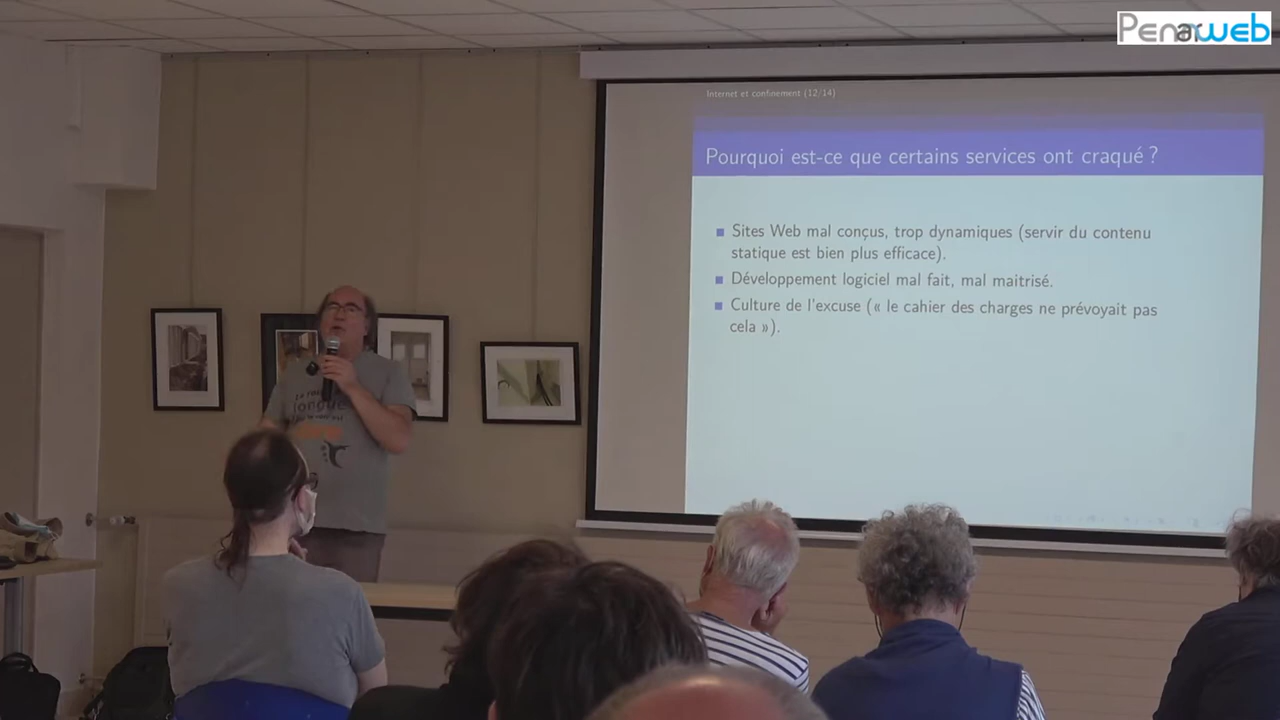 Penarweb
Internet et confinement (12/14)
Pourquoi est-ce que certains services ont craqué ?
Sites Web mal conçus, trop dynamiques (servir du contenu
statique est bien plus efficace).
Développement logiciel mal fait, mal maitrisé.
Culture de l'excuse (« le cahier des charges ne prévoyait pas
cela »).
longue